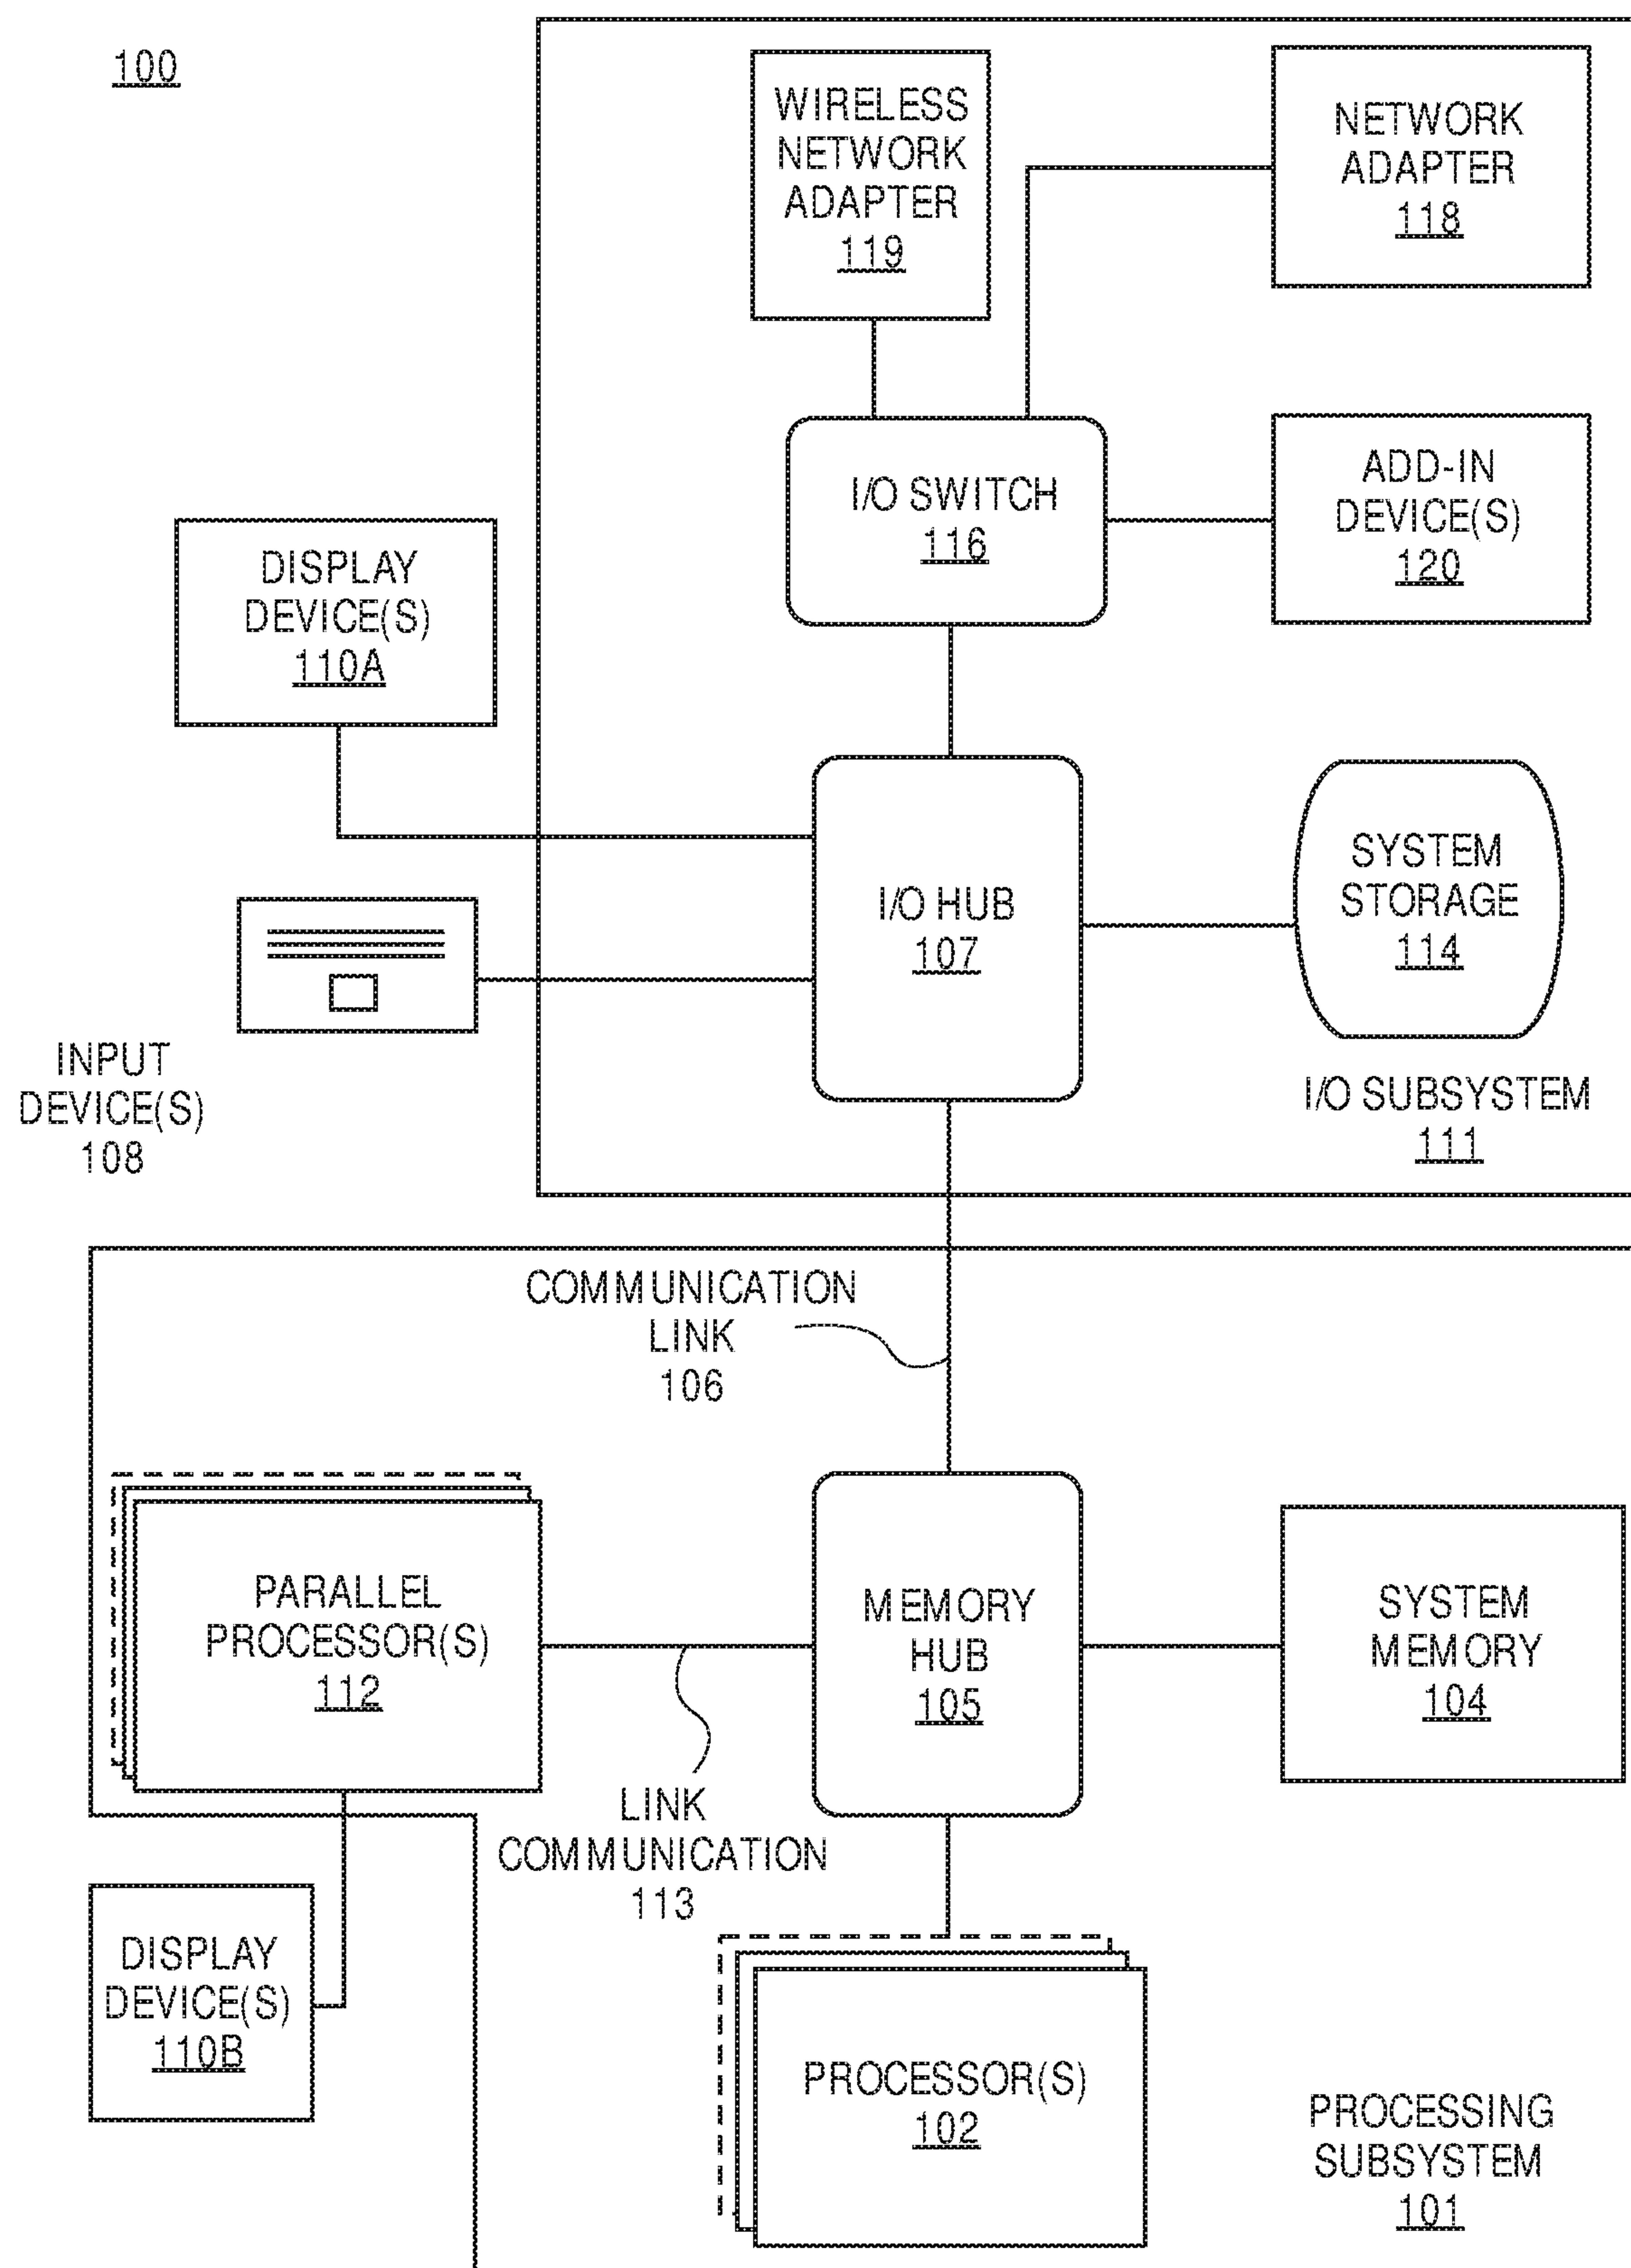 100
WIRELESS
NETWORK
ADAPTER
119
NETWORK
ADAPTER
118
I/O SWITCH
116
ADD-IN
DEVICE(S)
120
DISPLAY
DEVICE(S)
110A
I/O HUB
107
SYSTEM
STORAGE
114
INPUT
DEVICE(S)
108
I/O SUBSYSTEM
111
COMMUNICATION
LINK
106
PARALLEL
PROCESSOR(S)
112
MEMORY
HUB
105
SYSTEM
MEMORY
104
LINK
COMMUNICATION
113
DISPLAY
DEVICE(S)
110B
PROCESSOR(S)
102
PROCESSING
SUBSYSTEM
101